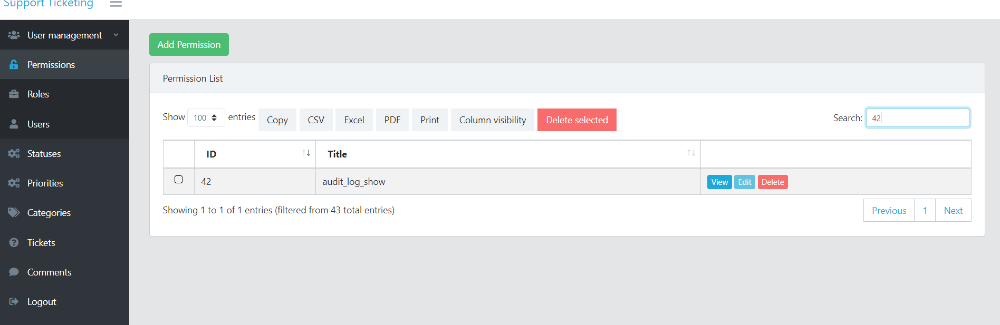 Support Ticketing
User management
Permissions
Roles
Users
Statuses
Priorities
Categories
Tickets
Comments
Logout
Add Permission
Permission List
Show 100 entries Copy CSV Excel PDF Print Column visibility Delete selected Search: 42
ID Title
42 audit_log_show View Edit Delete
Showing 1 to 1 of 1 entries (filtered from 43 total entries) Previous 1 Next